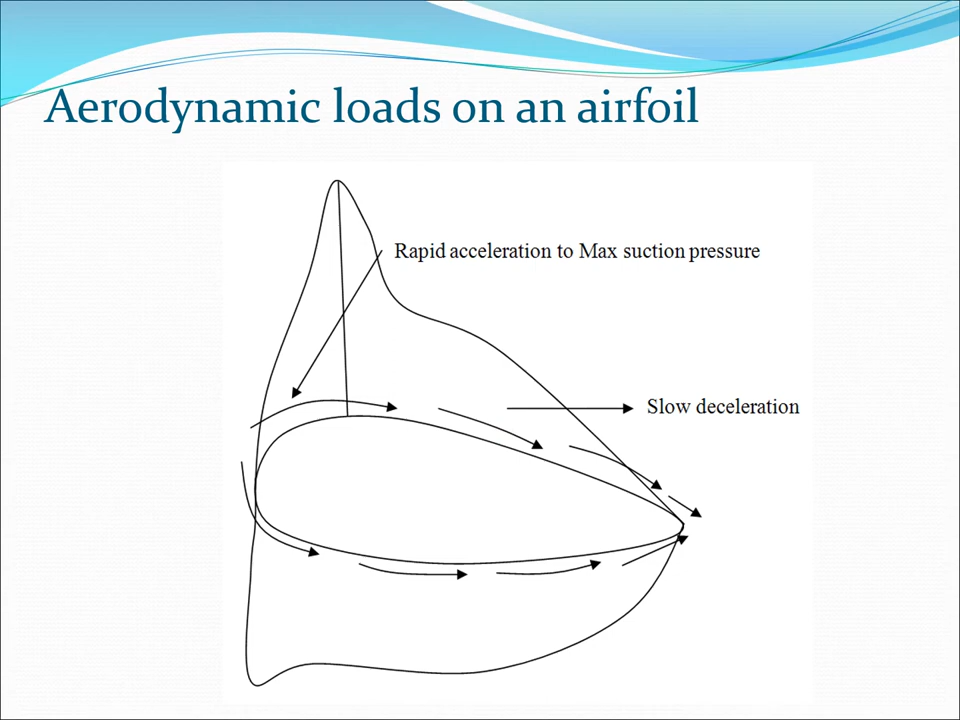 Aerodynamic loads on an airfoil
Rapid acceleration to Max suction pressure
Slow deceleration